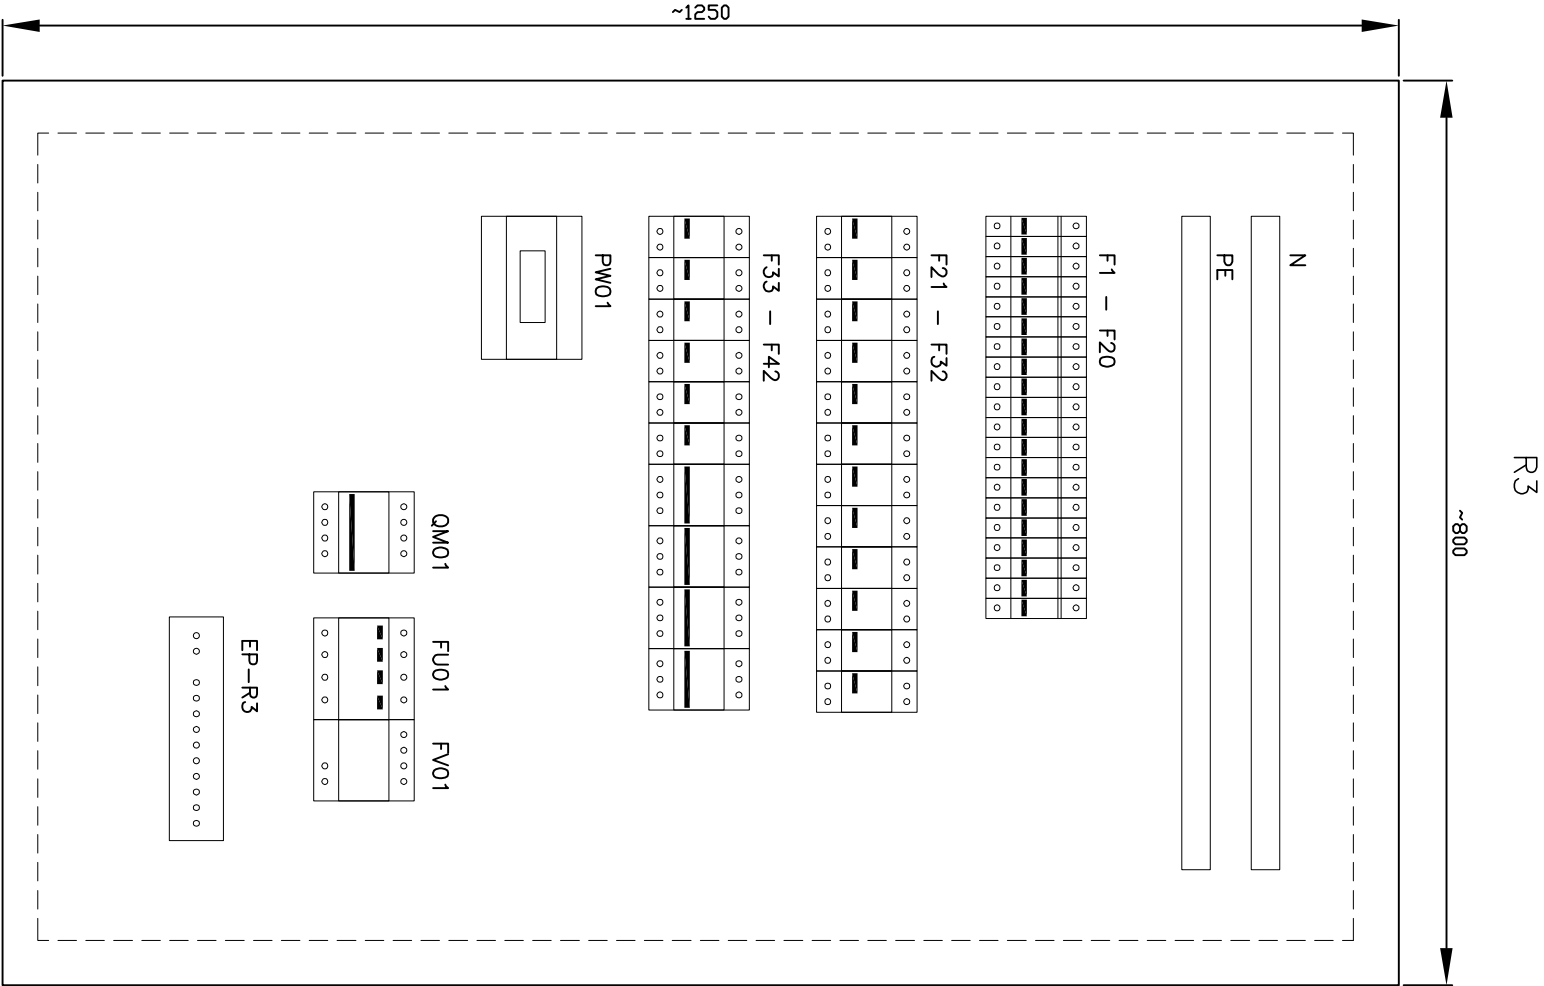 R3
~1250
~800
N
PE
F1 - F20
F21 - F32
F33 - F42
PW01
QM01
FU01
FV01
EP-R3